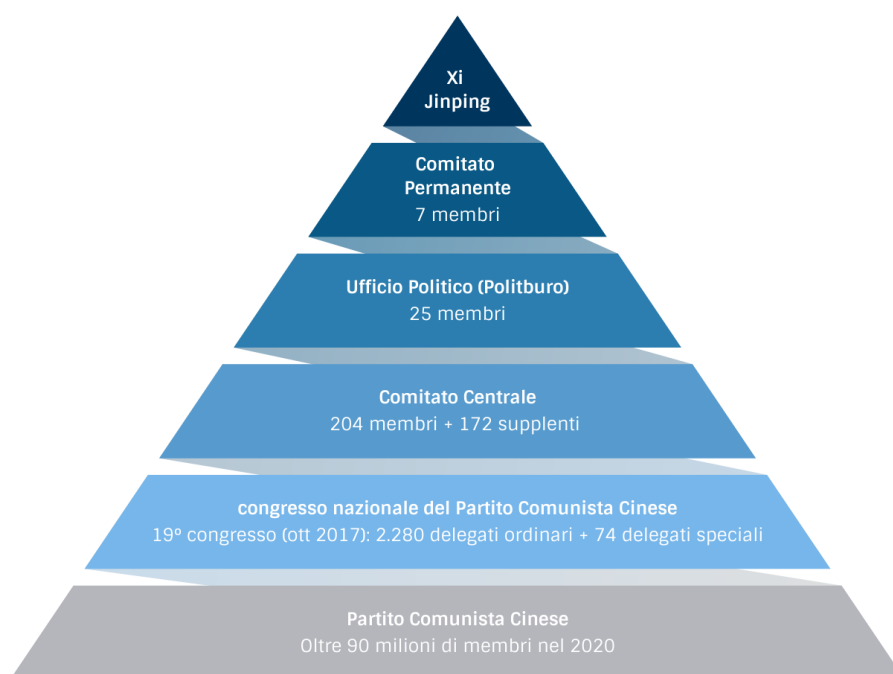 Xi
Jinping
Comitato
Permanente
7 membri
Ufficio Politico (Politburo)
25 membri
Comitato Centrale
204 membri + 172 supplenti
congresso nazionale del Partito Comunista Cinese
19º congresso (ott 2017): 2.280 delegati ordinari + 74 delegati speciali
Partito Comunista Cinese
Oltre 90 milioni di membri nel 2020